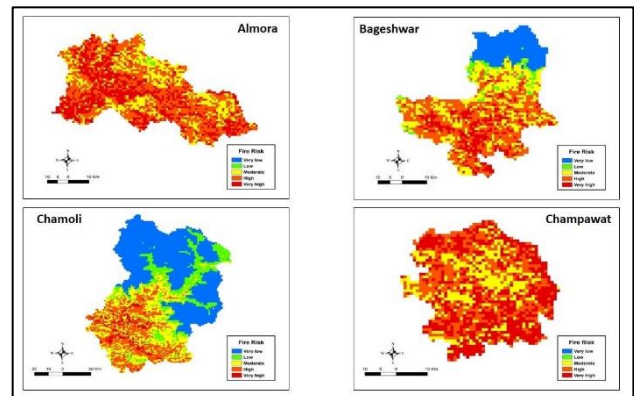 Almora
Fire Risk
Very low
Low
Moderate
High
Very high
Bageshwar
Fire Risk
Very low
Low
Moderate
High
Very high
Chamoli
Fire Risk
Very low
Low
Moderate
High
Very high
Champawat
Fire Risk
Very low
Low
Moderate
High
Very high